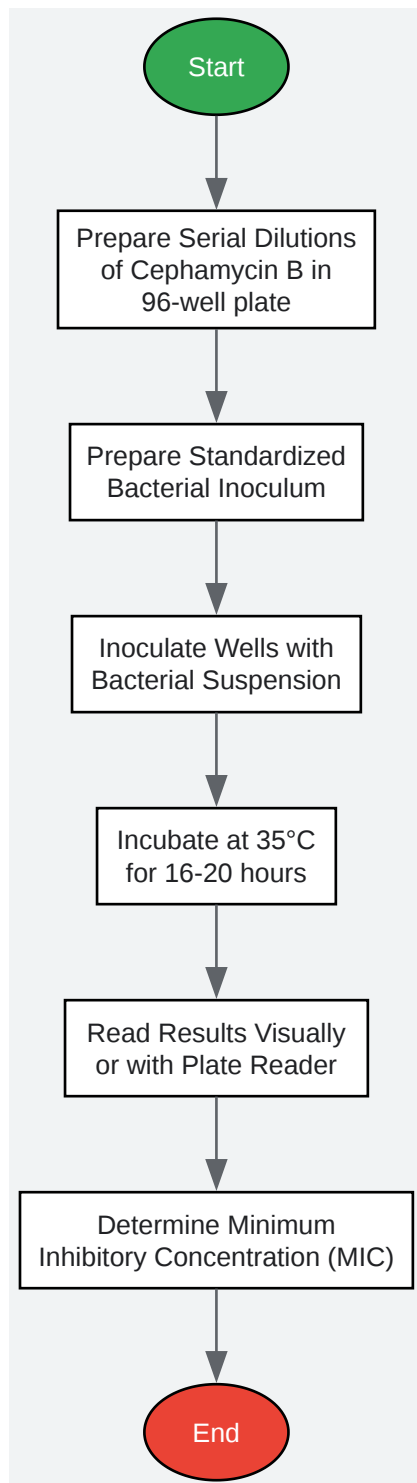 Start
Prepare Serial Dilutions
of Cephamycin B in
96-well plate
Prepare Standardized
Bacterial Inoculum
Inoculate Wells with
Bacterial Suspension
Incubate at 35°C
for 16-20 hours
Read Results Visually
or with Plate Reader
Determine Minimum
Inhibitory Concentration (MIC)
End